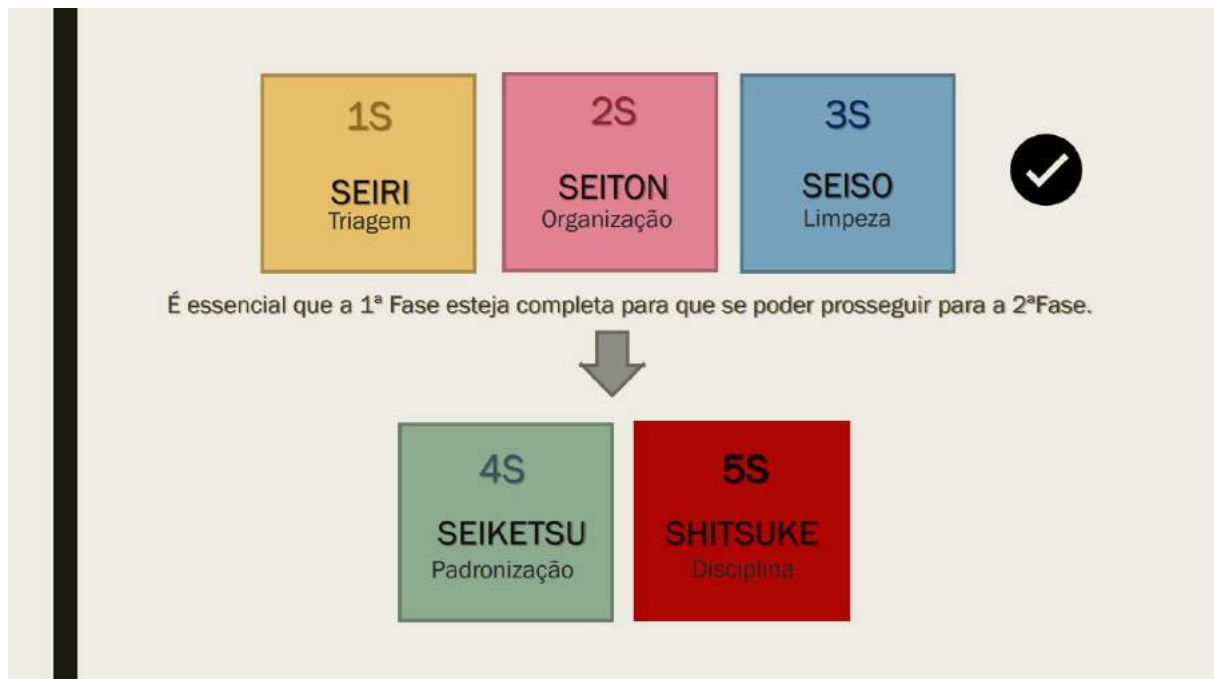 1S
SEIRI
Triagem
2S
SEITON
Organização
3S
SEISO
Limpeza
É essencial que a 1ª Fase esteja completa para que se poder prosseguir para a 2ªFase.
4S
SEIKETSU
Padronização
5S
SHITSUKE
Disciplina